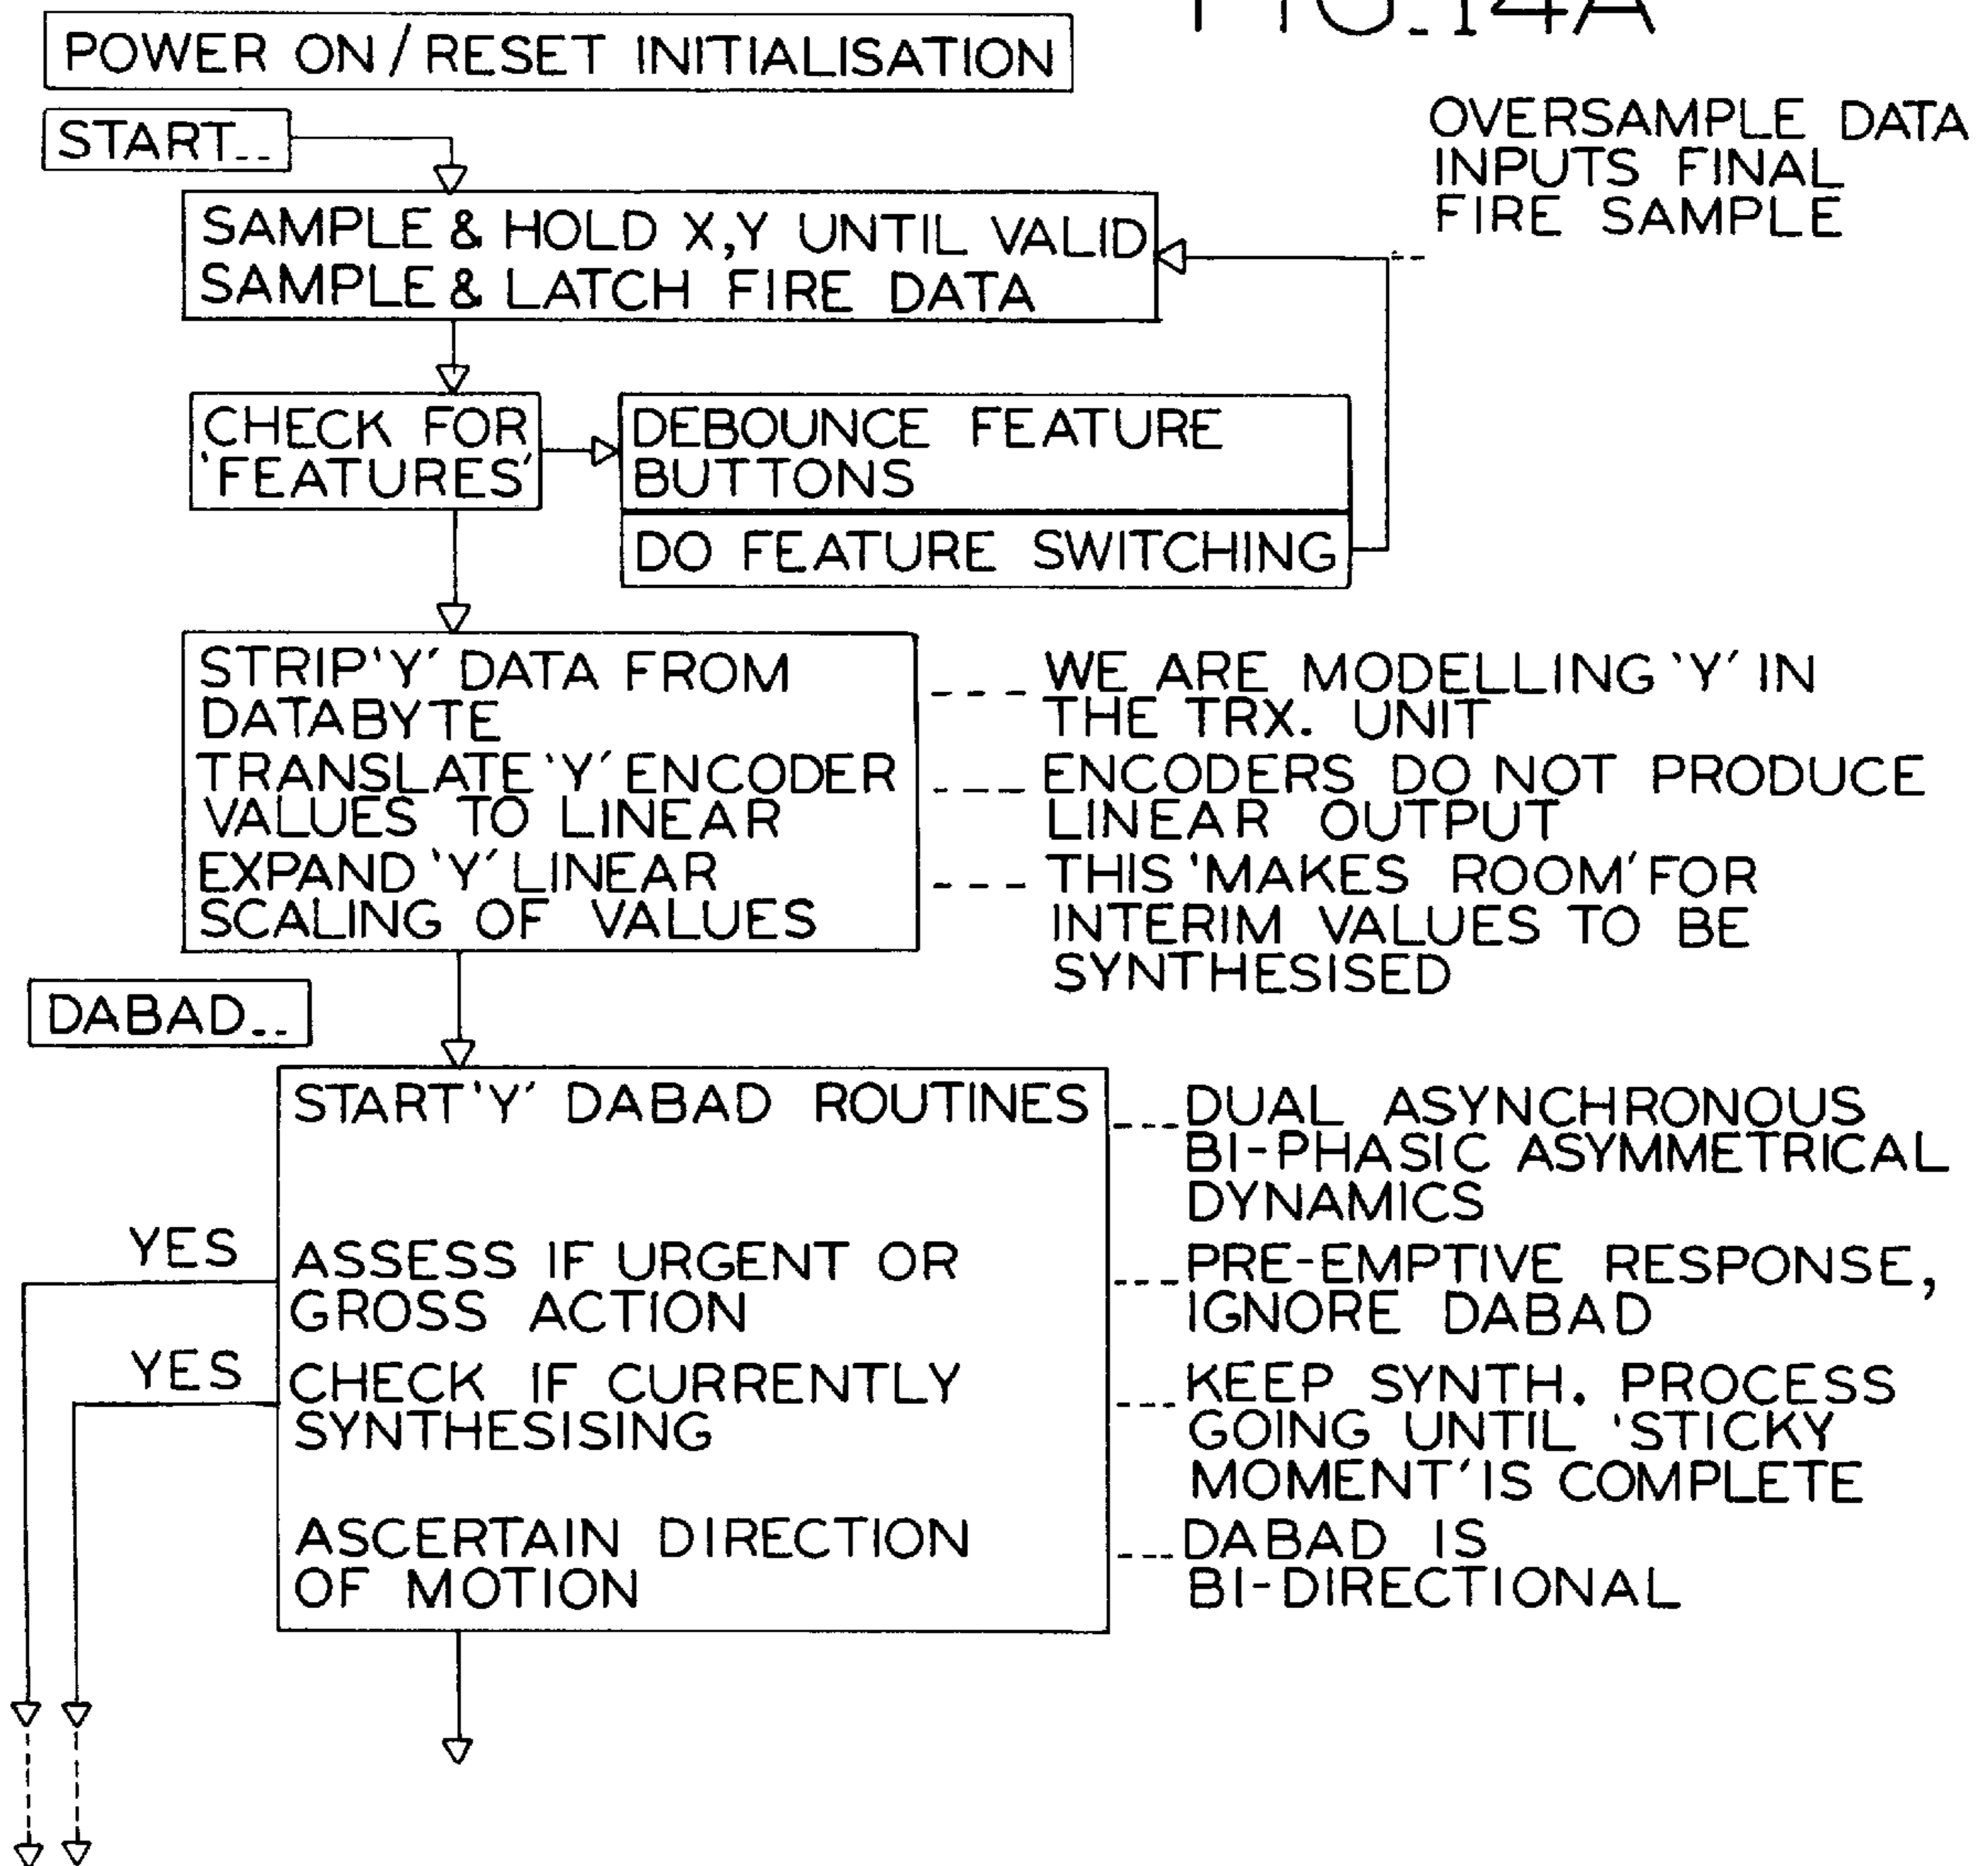 FIG_14A
POWER ON/RESET INITIALISATION
START--
OVERSAMPLE DATA
INPUTS FINAL
FIRE SAMPLE
SAMPLE & HOLD X,Y UNTIL VALID
SAMPLE & LATCH FIRE DATA
CHECK FOR
'FEATURES'
DEBOUNCE FEATURE
BUTTONS
DO FEATURE SWITCHING
STRIP 'Y' DATA FROM
DATABYTE
TRANSLATE 'Y' ENCODER
VALUES TO LINEAR
EXPAND 'Y' LINEAR
SCALING OF VALUES
WE ARE MODELLING 'Y' IN
THE TRX. UNIT
ENCODERS DO NOT PRODUCE
LINEAR OUTPUT
THIS 'MAKES ROOM' FOR
INTERIM VALUES TO BE
SYNTHESISED
DABAD--
START 'Y' DABAD ROUTINES
DUAL ASYNCHRONOUS
BI-PHASIC ASYMMETRICAL
DYNAMICS
YES
ASSESS IF URGENT OR
GROSS ACTION
PRE-EMPTIVE RESPONSE,
IGNORE DABAD
YES
CHECK IF CURRENTLY
SYNTHESISING
KEEP SYNTH. PROCESS
GOING UNTIL 'STICKY
MOMENT' IS COMPLETE
ASCERTAIN DIRECTION
OF MOTION
DABAD IS
BI-DIRECTIONAL